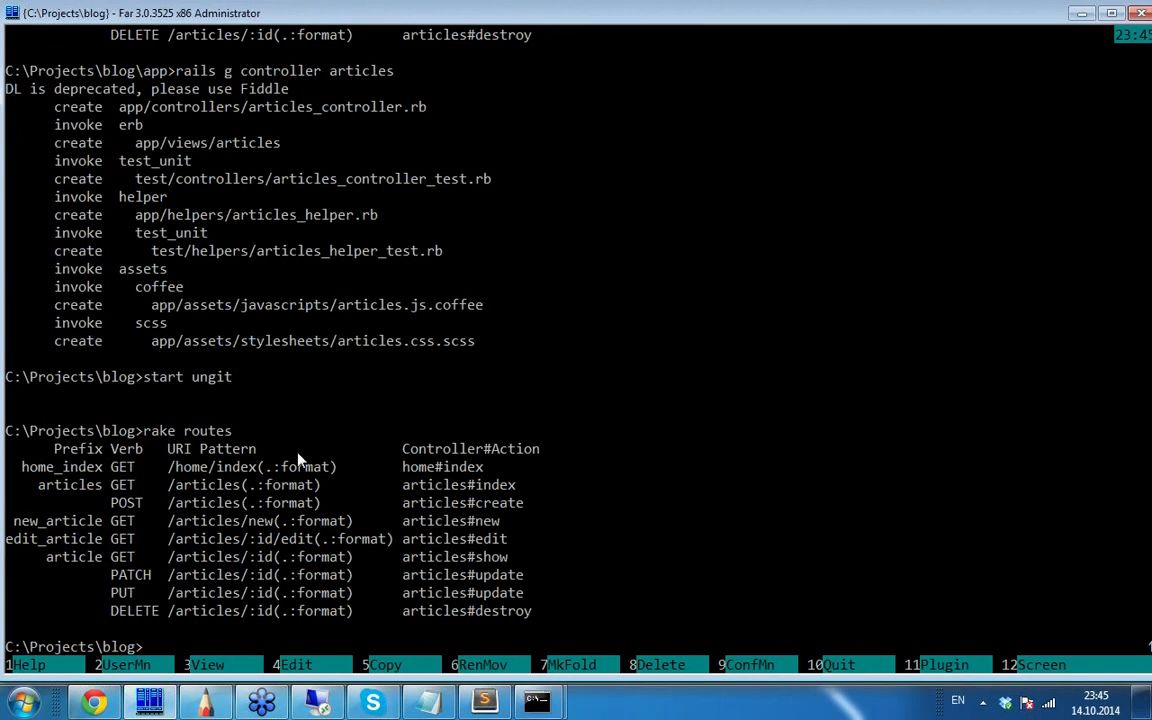 {C:\Projects\blog} - Far 3.0.3525 x86 Administrator
DELETE /articles/:id(.:format) articles#destroy
23:45
C:\Projects\blog\app>rails g controller articles
DL is deprecated, please use Fiddle
create app/controllers/articles_controller.rb
invoke erb
create app/views/articles
invoke test_unit
create test/controllers/articles_controller_test.rb
invoke helper
create app/helpers/articles_helper.rb
invoke test_unit
create test/helpers/articles_helper_test.rb
invoke assets
invoke coffee
create app/assets/javascripts/articles.js.coffee
invoke scss
create app/assets/stylesheets/articles.css.scss
C:\Projects\blog>start ungit
C:\Projects\blog>rake routes
Prefix Verb URI Pattern Controller#Action
home_index GET /home/index(.:format) home#index
articles GET /articles(.:format) articles#index
POST /articles(.:format) articles#create
new_article GET /articles/new(.:format) articles#new
edit_article GET /articles/:id/edit(.:format) articles#edit
article GET /articles/:id(.:format) articles#show
PATCH /articles/:id(.:format) articles#update
PUT /articles/:id(.:format) articles#update
DELETE /articles/:id(.:format) articles#destroy
C:\Projects\blog>
1Help 2UserMn 3View 4Edit 5Copy 6RenMov 7MkFold 8Delete 9ConfMn 10Quit 11Plugin 12Screen
EN 23:45
14.10.2014